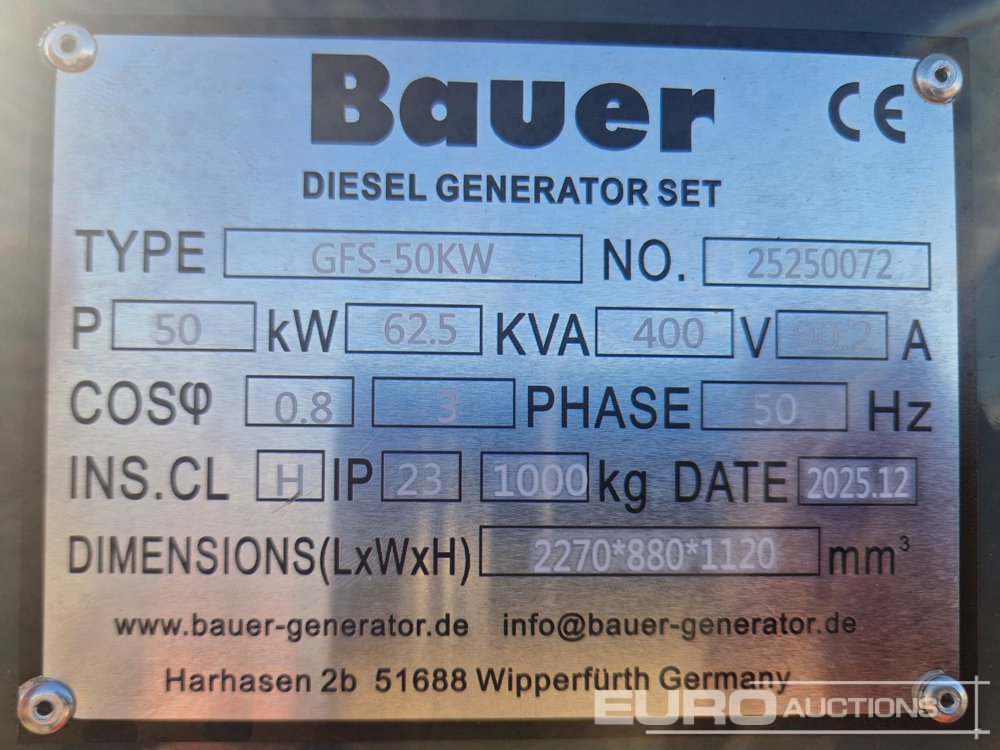 Bauer CE
DIESEL GENERATOR SET
TYPE GFS-50KW NO. 25250072
P 50 kW 62.5 KVA 400 V 90.2 A
COSφ 0.8 3 PHASE 50 Hz
INS.CL H IP 23 1000 kg DATE 2025.12
DIMENSIONS(LxWxH) 2270*880*1120 mm³
www.bauer-generator.de info@bauer-generator.de
Harhasen 2b 51688 Wipperfürth Germany
EURO AUCTIONS